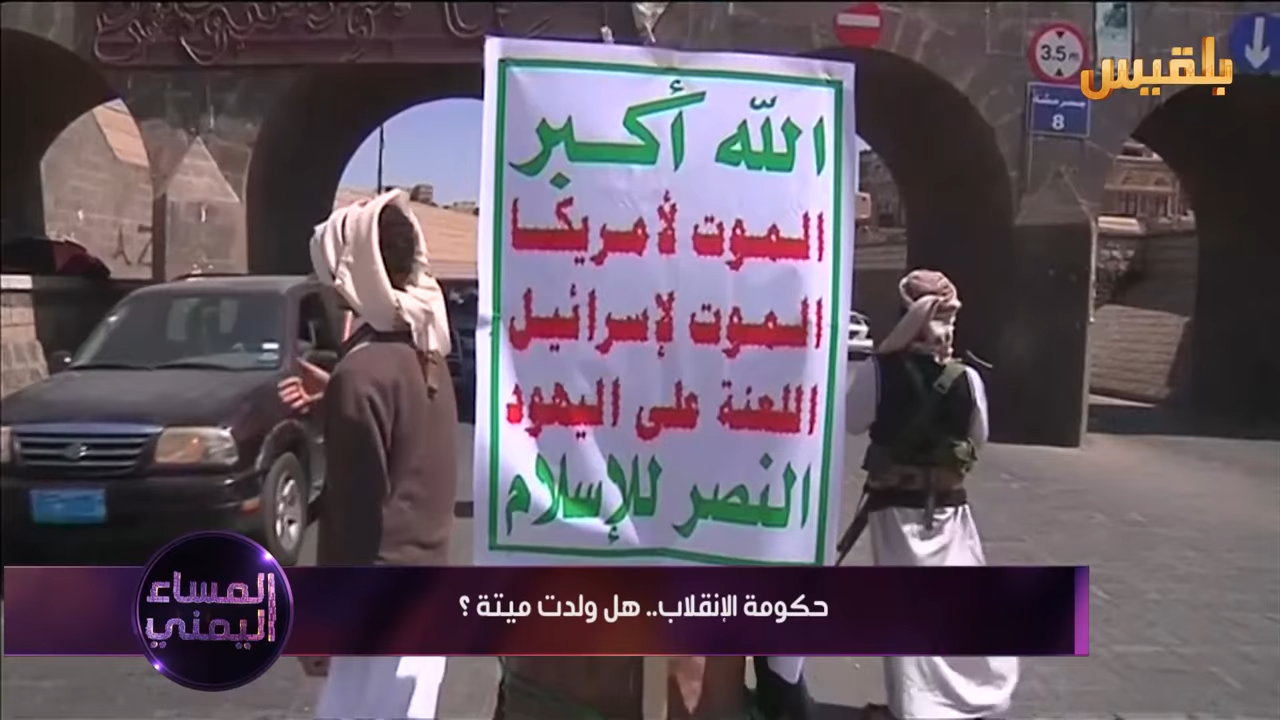 3.5m
بلقيس
8
الله أكبر
الموت لأمريكا
الموت لإسرائيل
اللعنة على اليهود
النصر للإسلام
حكومة الإنقلاب.. هل ولدت ميتة ؟
المساء
اليمني